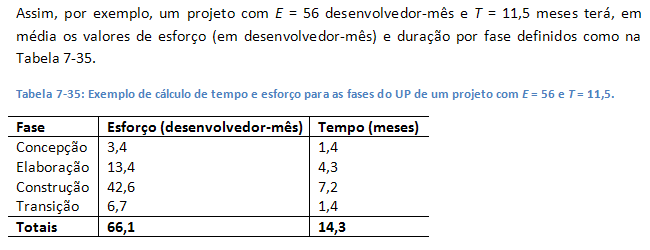 Assim, por exemplo, um projeto com E = 56 desenvolvedor-mês e T = 11,5 meses terá, em
média os valores de esforço (em desenvolvedor-mês) e duração por fase definidos como na
Tabela 7-35.
Tabela 7-35: Exemplo de cálculo de tempo e esforço para as fases do UP de um projeto com E = 56 e T = 11,5.
Fase Esforço (desenvolvedor-mês) Tempo (meses)
Concepção 3,4 1,4
Elaboração 13,4 4,3
Construção 42,6 7,2
Transição 6,7 1,4
Totais 66,1 14,3